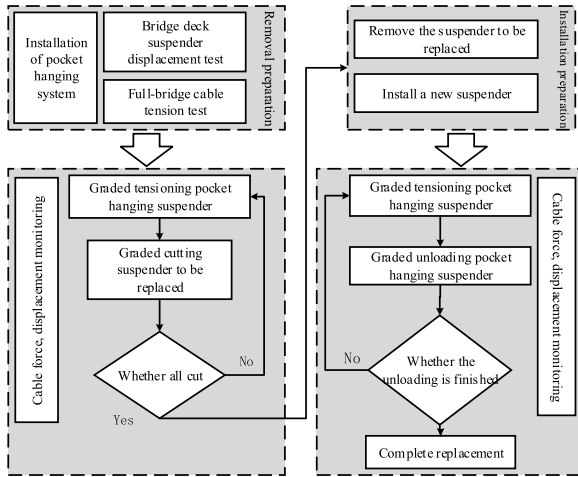 Installation
of pocket
hanging
system
Bridge deck
suspender
displacement test
Full-bridge cable
tension test
Removal preparation
Cable force, displacement monitoring
Graded tensioning pocket
hanging suspender
Graded cutting
suspender to be
replaced
Whether all cut
No
Yes
Remove the suspender to be
replaced
Install a new suspender
Installation preparation
Graded tensioning pocket
hanging suspender
Graded unloading pocket
hanging suspender
Whether the
unloading is finished
No
Complete replacement
Cable force, displacement monitoring